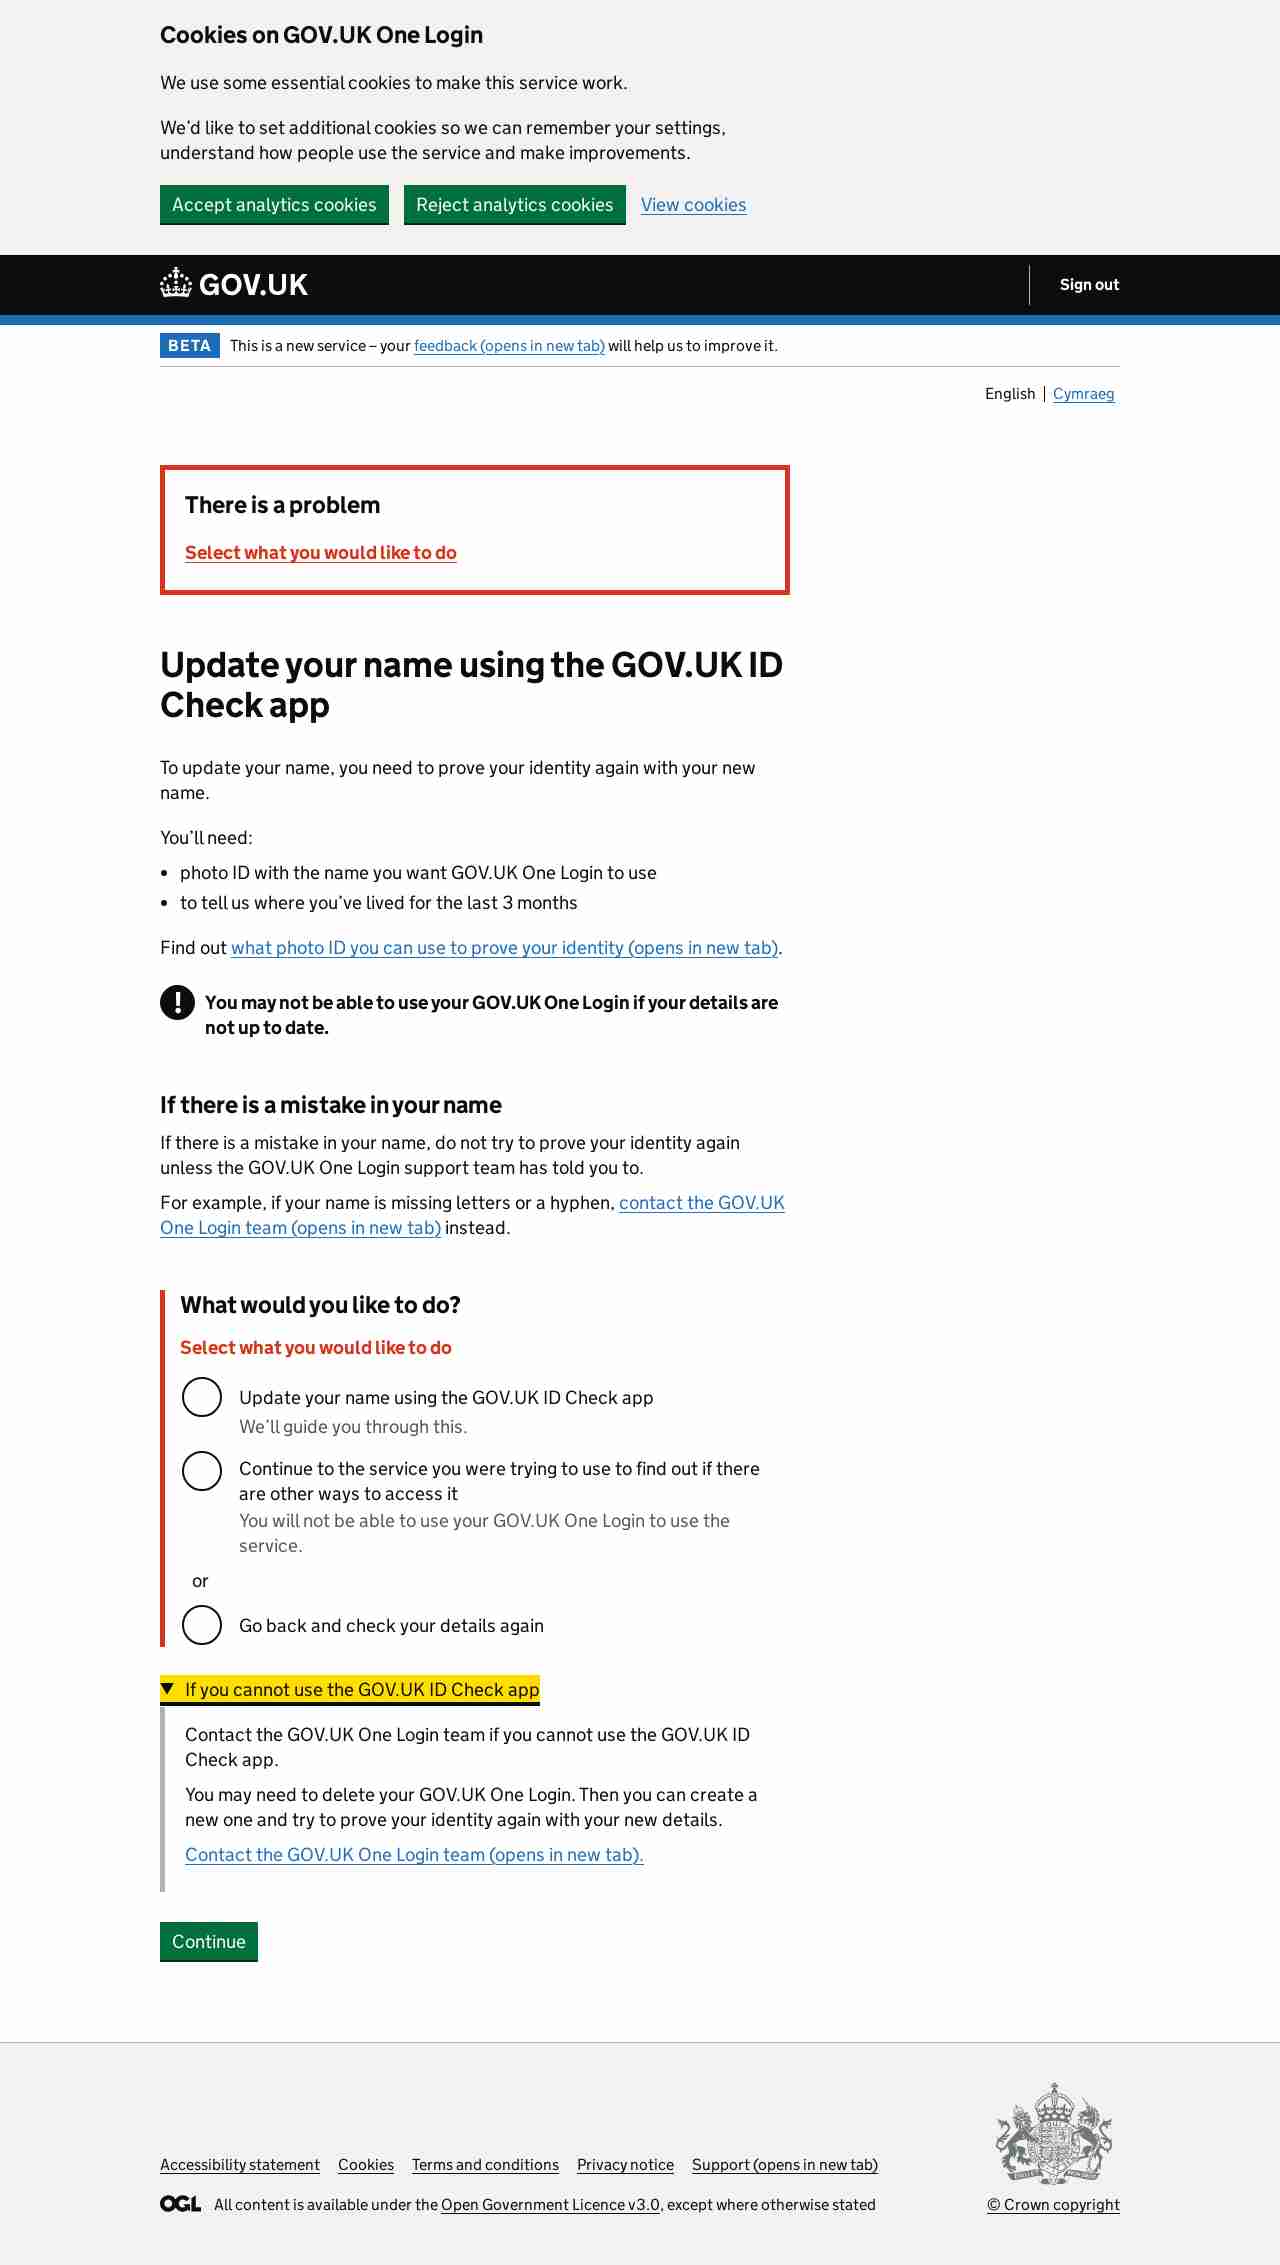 Cookies on GOV.UK One Login
We use some essential cookies to make this service work.
We’d like to set additional cookies so we can remember your settings,
understand how people use the service and make improvements.
Accept analytics cookies
Reject analytics cookies
View cookies
GOV.UK
Sign out
BETA
This is a new service – your feedback (opens in new tab) will help us to improve it.
English
Cymraeg
There is a problem
Select what you would like to do
Update your name using the GOV.UK ID
Check app
To update your name, you need to prove your identity again with your new
name.
You’ll need:
• photo ID with the name you want GOV.UK One Login to use
• to tell us where you’ve lived for the last 3 months
Find out what photo ID you can use to prove your identity (opens in new tab).
! You may not be able to use your GOV.UK One Login if your details are
not up to date.
If there is a mistake in your name
If there is a mistake in your name, do not try to prove your identity again
unless the GOV.UK One Login support team has told you to.
For example, if your name is missing letters or a hyphen, contact the GOV.UK
One Login team (opens in new tab) instead.
What would you like to do?
Select what you would like to do
Update your name using the GOV.UK ID Check app
We’ll guide you through this.
Continue to the service you were trying to use to find out if there
are other ways to access it
You will not be able to use your GOV.UK One Login to use the
service.
or
Go back and check your details again
If you cannot use the GOV.UK ID Check app
Contact the GOV.UK One Login team if you cannot use the GOV.UK ID
Check app.
You may need to delete your GOV.UK One Login. Then you can create a
new one and try to prove your identity again with your new details.
Contact the GOV.UK One Login team (opens in new tab).
Continue
Accessibility statement
Cookies
Terms and conditions
Privacy notice
Support (opens in new tab)
OGL
All content is available under the Open Government Licence v3.0, except where otherwise stated
© Crown copyright